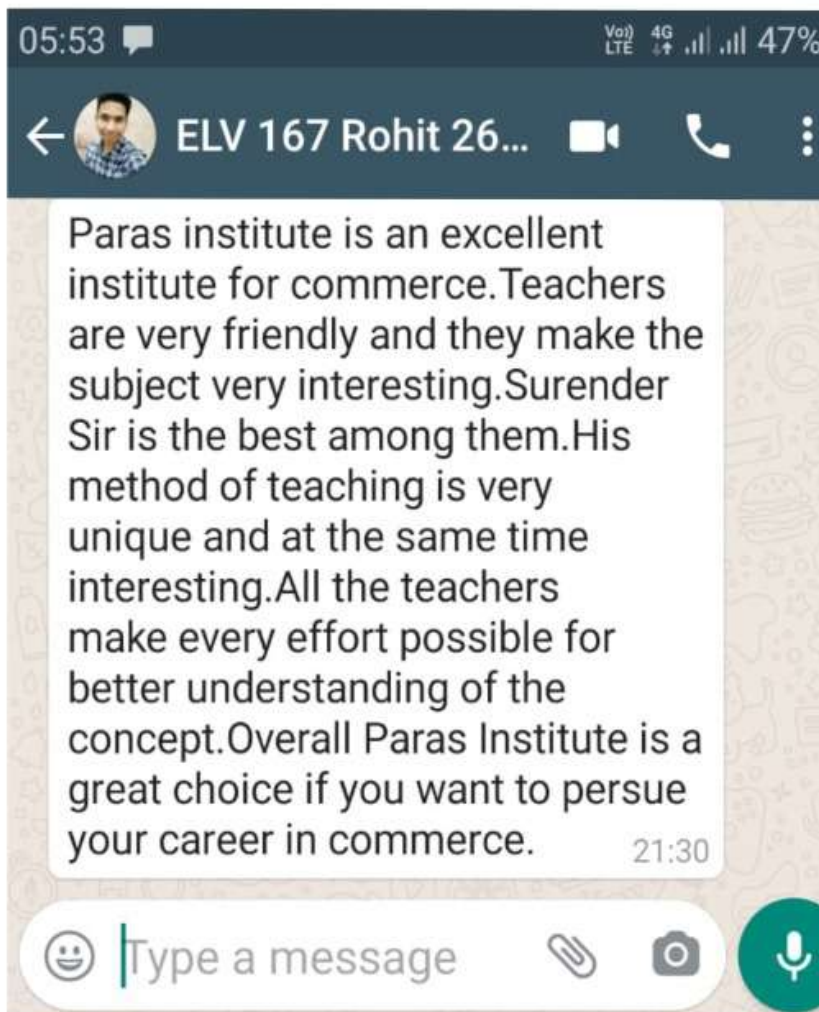 05:53 Vo)) LTE 4G 47%
ELV 167 Rohit 26...
Paras institute is an excellent
institute for commerce.Teachers
are very friendly and they make the
subject very interesting.Surender
Sir is the best among them.His
method of teaching is very
unique and at the same time
interesting.All the teachers
make every effort possible for
better understanding of the
concept.Overall Paras Institute is a
great choice if you want to persue
your career in commerce.
21:30
Type a message